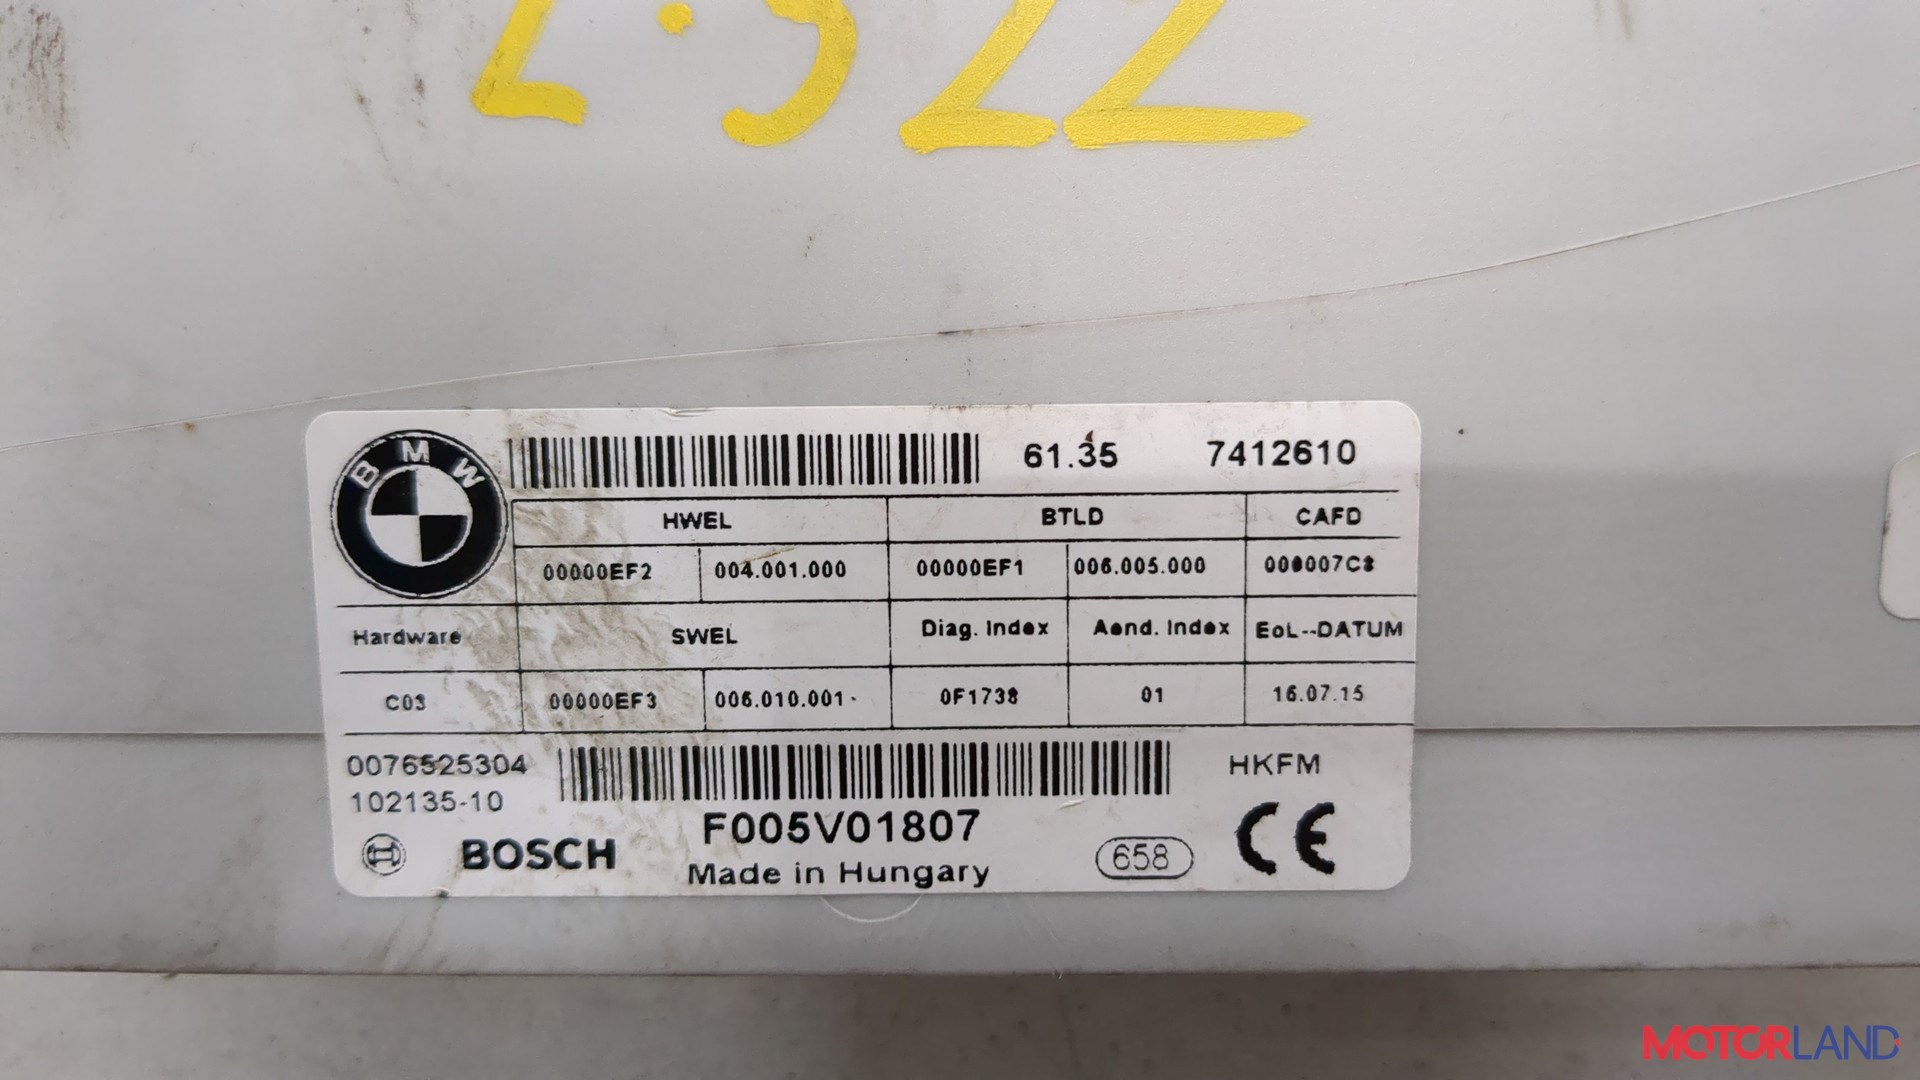 BMW
61.35 7412610
HWEL BTLD CAFD
00000EF2 004.001.000 00000EF1 006.005.000
Hardware SWEL Diag. Index Aend. Index EoL--DATUM
C03 00000EF3 006.010.001 0F1738 01 16.07.15
0076525304 HKFM
102135-10
F005V01807
BOSCH 658 CE
Made in Hungary
MOTORLAND